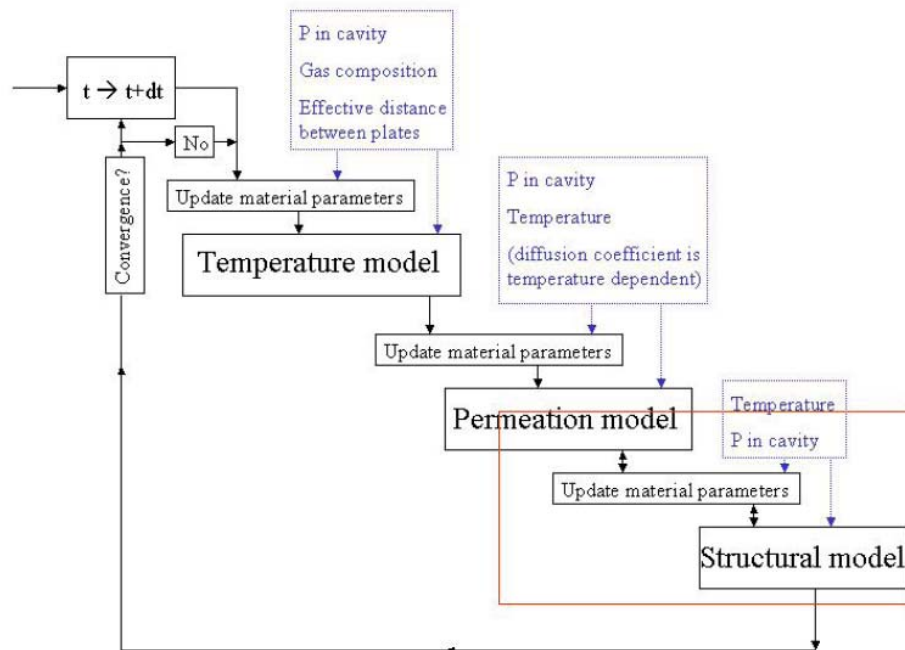 P in cavity
Gas composition
Effective distance
between plates
t → t+dt
No
Convergence?
Update material parameters
Temperature model
P in cavity
Temperature
(diffusion coefficient is
temperature dependent)
Update material parameters
Permeation model
Temperature
P in cavity
Update material parameters
Structural model